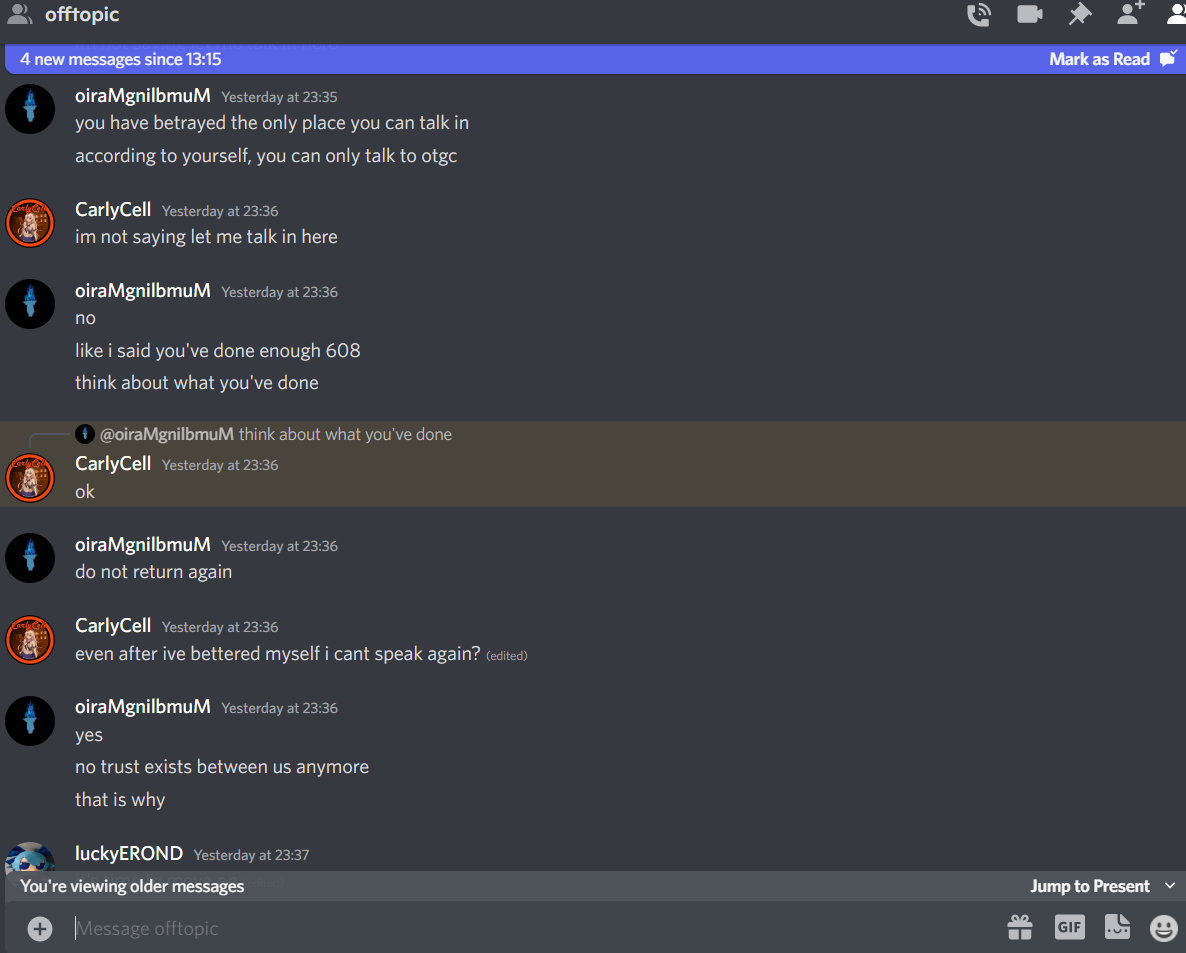 offtopic
4 new messages since 13:15 Mark as Read
oiraMgnilbmuM Yesterday at 23:35
you have betrayed the only place you can talk in
according to yourself, you can only talk to otgc
CarlyCell Yesterday at 23:36
im not saying let me talk in here
oiraMgnilbmuM Yesterday at 23:36
no
like i said you've done enough 608
think about what you've done
@oiraMgnilbmuM think about what you've done
CarlyCell Yesterday at 23:36
ok
oiraMgnilbmuM Yesterday at 23:36
do not return again
CarlyCell Yesterday at 23:36
even after ive bettered myself i cant speak again? (edited)
oiraMgnilbmuM Yesterday at 23:36
yes
no trust exists between us anymore
that is why
luckyEROND Yesterday at 23:37
You're viewing older messages Jump to Present
Message offtopic
GIF